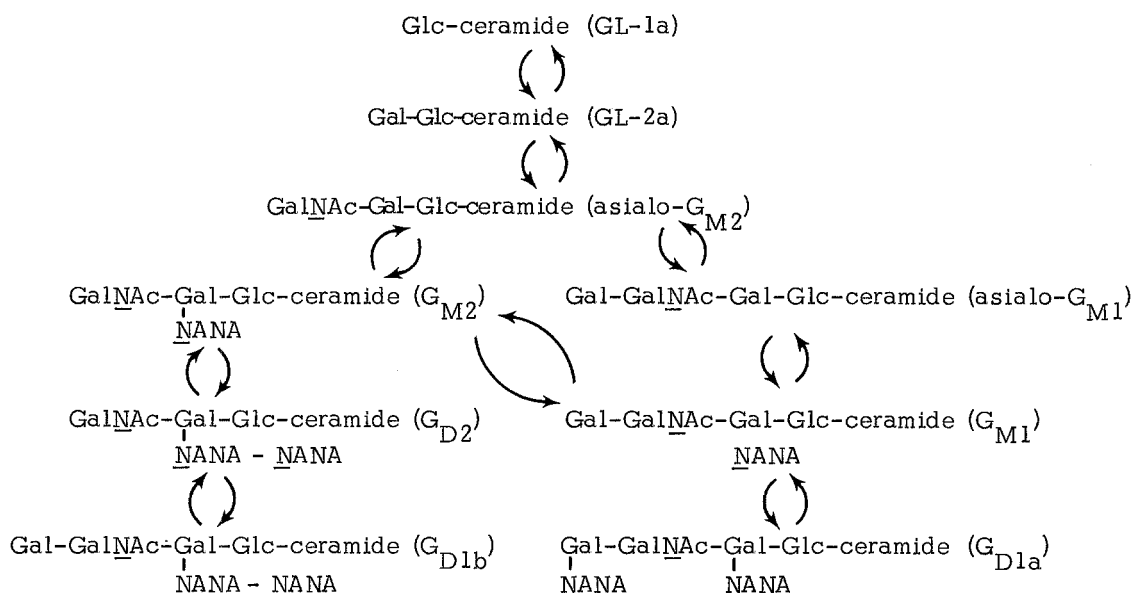 Glc-ceramide (GL-1a)
Gal-Glc-ceramide (GL-2a)
GalNAc-Gal-Glc-ceramide (asialo-GM2)
GalNAc-Gal-Glc-ceramide (GM2) Gal-GalNAc-Gal-Glc-ceramide (asialo-GM1)
NANA
GalNAc-Gal-Glc-ceramide (GD2) Gal-GalNAc-Gal-Glc-ceramide (GM1)
NANA - NANA NANA
Gal-GalNAc-Gal-Glc-ceramide (GD1b) Gal-GalNAc-Gal-Glc-ceramide (GD1a)
NANA - NANA NANA NANA